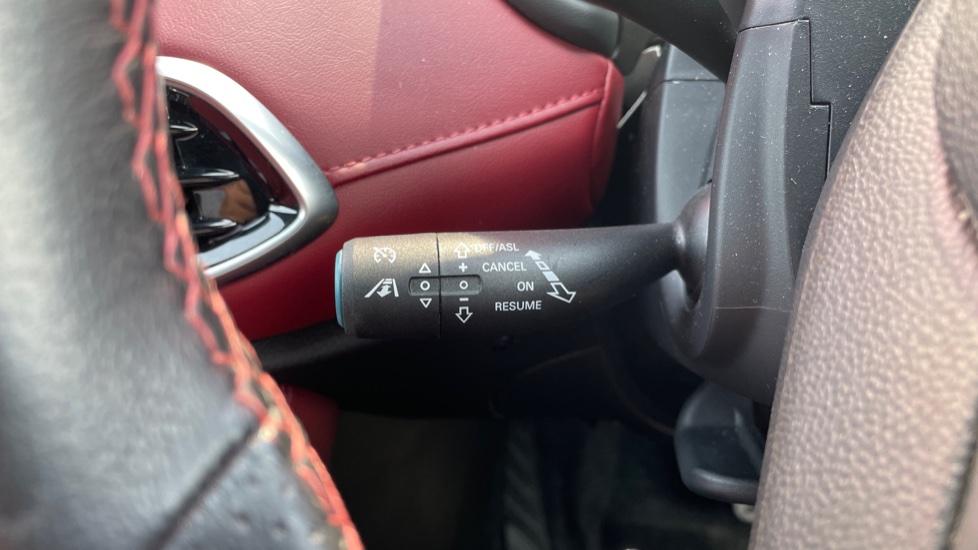 OFF/ASL
+
CANCEL
ON
−
RESUME